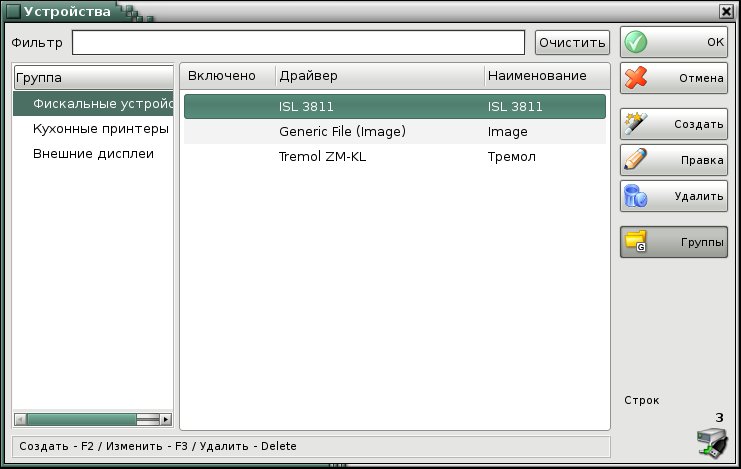 Устройства
Фильтр
Очистить
Группа
Фискальные устройс
Кухонные принтеры
Внешние дисплеи
Включено Драйвер Наименование
ISL 3811 ISL 3811
Generic File (Image) Image
Tremol ZM-KL Тремол
OK
Отмена
Создать
Правка
Удалить
G Группы
Строк
3
Создать - F2 / Изменить - F3 / Удалить - Delete